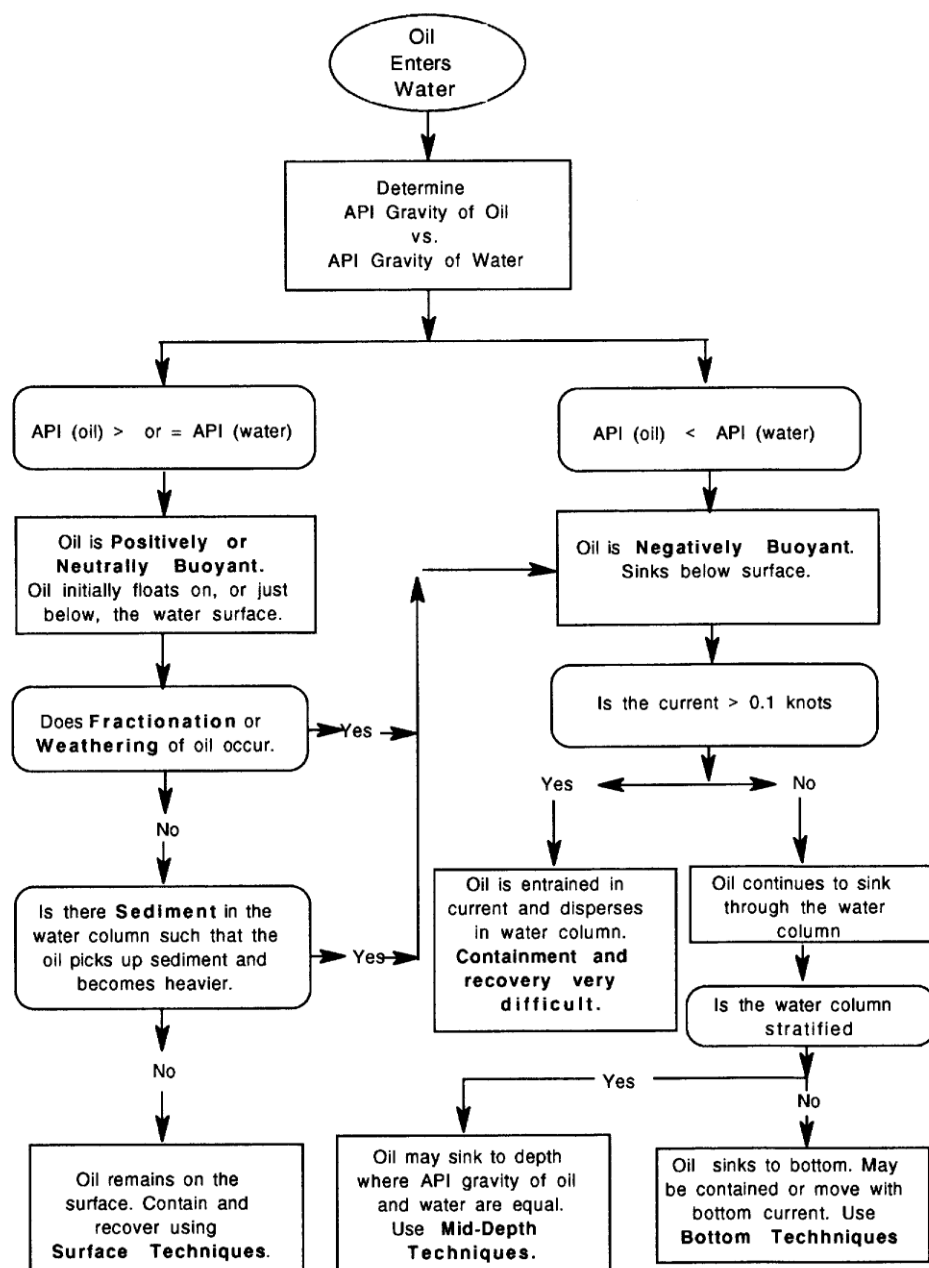 Oil
Enters
Water
Determine
API Gravity of Oil
vs.
API Gravity of Water
API (oil) > or = API (water)
API (oil) < API (water)
Oil is Positively or
Neutrally Buoyant.
Oil initially floats on, or just
below, the water surface.
Oil is Negatively Buoyant.
Sinks below surface.
Does Fractionation or
Weathering of oil occur.
Yes
Is the current > 0.1 knots
Yes
No
No
Is there Sediment in the
water column such that the
oil picks up sediment and
becomes heavier.
Yes
Oil is entrained in
current and disperses
in water column.
Containment and
recovery very
difficult.
Oil continues to sink
through the water
column
Is the water column
stratified
No
Yes
No
Oil remains on the
surface. Contain and
recover using
Surface Techniques.
Oil may sink to depth
where API gravity of oil
and water are equal.
Use Mid-Depth
Techniques.
Oil sinks to bottom. May
be contained or move with
bottom current. Use
Bottom Techhniques